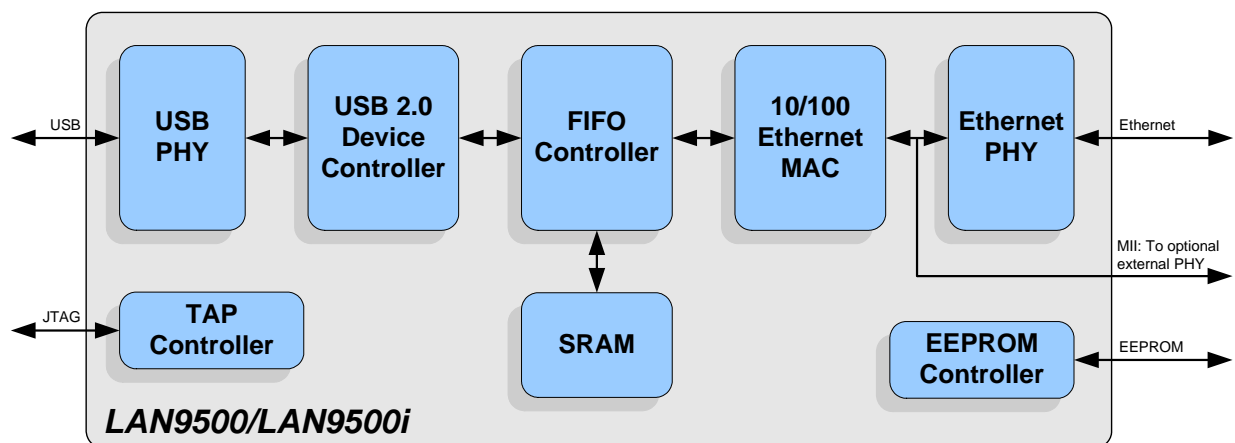 USB
USB
PHY
USB 2.0
Device
Controller
FIFO
Controller
10/100
Ethernet
MAC
Ethernet
PHY
Ethernet
MII: To optional
external PHY
JTAG
TAP
Controller
SRAM
EEPROM
Controller
EEPROM
LAN9500/LAN9500i